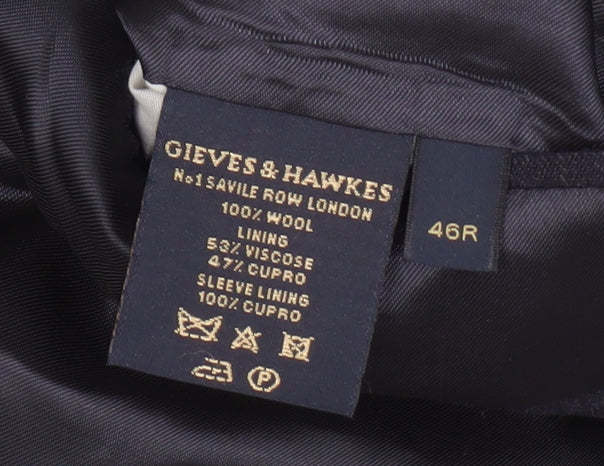 GIEVES & HAWKES
No1 SAVILE ROW LONDON
100% WOOL
LINING
53% VISCOSE
47% CUPRO
SLEEVE LINING
100% CUPRO
P
46R